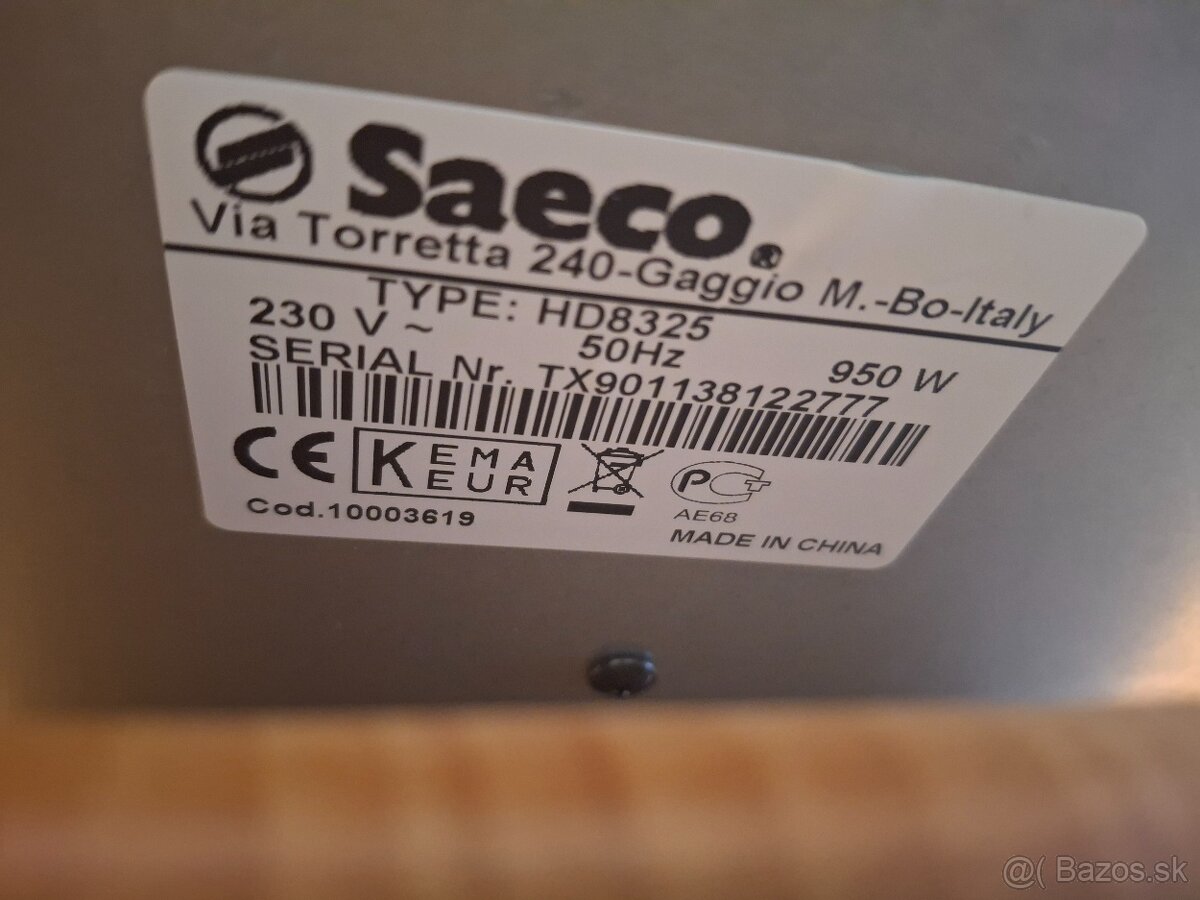 Saeco®
Via Torretta 240-Gaggio M.-Bo-Italy
TYPE: HD8325
230 V ~ 50Hz 950 W
SERIAL Nr. TX901138122777
CE KEMA EUR PCT
AE68
Cod.10003619
MADE IN CHINA
@( Bazos.sk